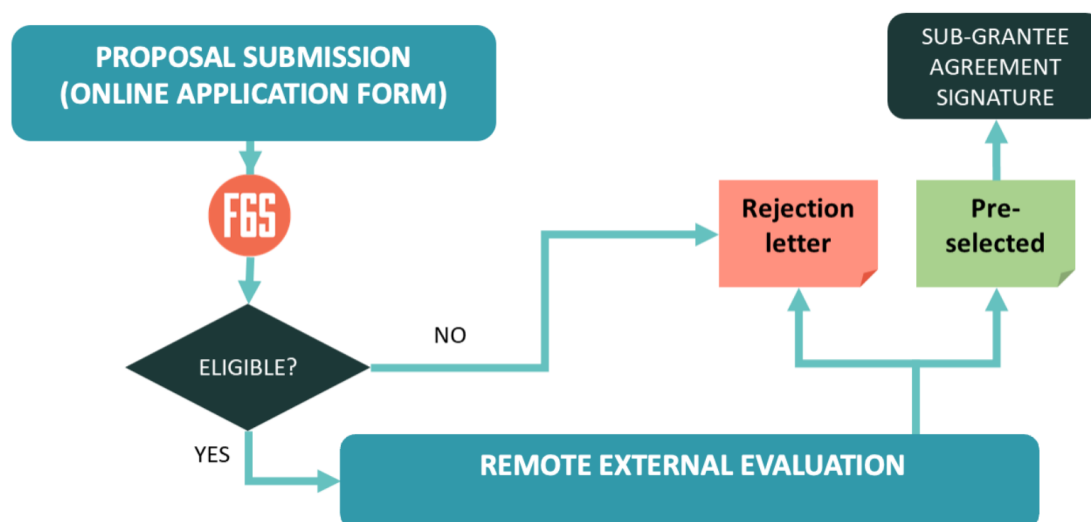 PROPOSAL SUBMISSION
(ONLINE APPLICATION FORM)
SUB-GRANTEE
AGREEMENT
SIGNATURE
F6S
Rejection
letter
Pre-
selected
NO
ELIGIBLE?
YES
REMOTE EXTERNAL EVALUATION